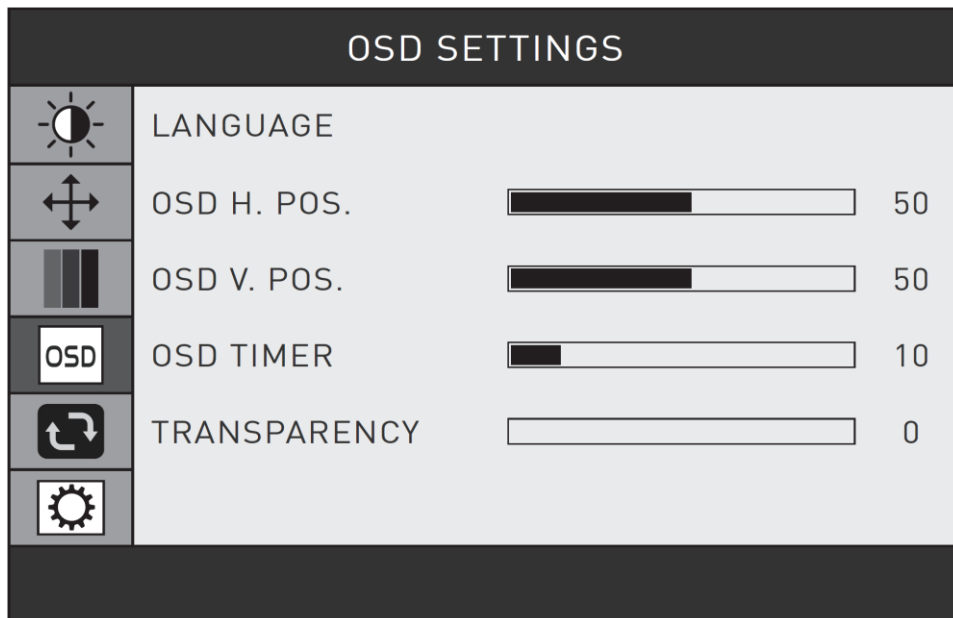 OSD SETTINGS
LANGUAGE
OSD H. POS. 50
OSD V. POS. 50
OSD OSD TIMER 10
TRANSPARENCY 0